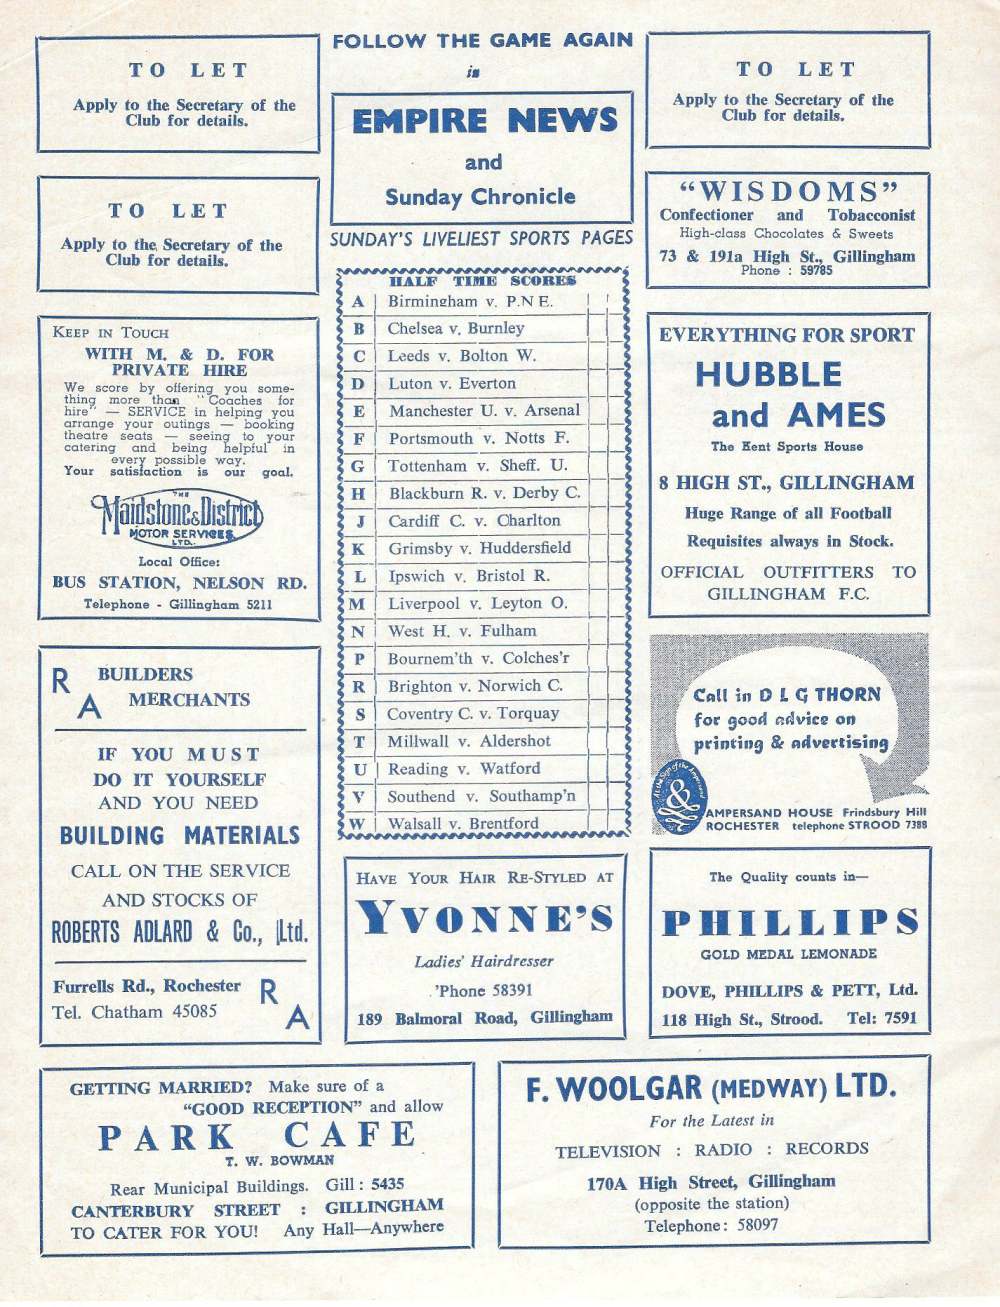 TO LET
Apply to the Secretary of the
Club for details.
TO LET
Apply to the Secretary of the
Club for details.
KEEP IN TOUCH
WITH M. & D. FOR
PRIVATE HIRE
We score by offering you some-
thing more than "Coaches for
hire" — SERVICE in helping you
arrange your outings — booking
theatre seats — seeing to your
catering and being helpful in
every possible way.
Your satisfaction is our goal.
THE
Maidstone & District
MOTOR SERVICES
LTD.
Local Office:
BUS STATION, NELSON RD.
Telephone - Gillingham 5211
R A
BUILDERS
MERCHANTS
IF YOU MUST
DO IT YOURSELF
AND YOU NEED
BUILDING MATERIALS
CALL ON THE SERVICE
AND STOCKS OF
ROBERTS ADLARD & Co., Ltd.
Furrells Rd., Rochester
Tel. Chatham 45085
R A
FOLLOW THE GAME AGAIN
in
EMPIRE NEWS
and
Sunday Chronicle
SUNDAY'S LIVELIEST SPORTS PAGES
HALF TIME SCORES
A Birmingham v. P.N E.
B Chelsea v. Burnley
C Leeds v. Bolton W.
D Luton v. Everton
E Manchester U. v. Arsenal
F Portsmouth v. Notts F.
G Tottenham v. Sheff. U.
H Blackburn R. v. Derby C.
J Cardiff C. v. Charlton
K Grimsby v. Huddersfield
L Ipswich v. Bristol R.
M Liverpool v. Leyton O.
N West H. v. Fulham
P Bournem'th v. Colches'r
R Brighton v. Norwich C.
S Coventry C. v. Torquay
T Millwall v. Aldershot
U Reading v. Watford
V Southend v. Southamp'n
W Walsall v. Brentford
HAVE YOUR HAIR RE-STYLED AT
YVONNE'S
Ladies' Hairdresser
'Phone 58391
189 Balmoral Road, Gillingham
TO LET
Apply to the Secretary of the
Club for details.
"WISDOMS"
Confectioner and Tobacconist
High-class Chocolates & Sweets
73 & 191a High St., Gillingham
Phone : 59785
EVERYTHING FOR SPORT
HUBBLE
and AMES
The Kent Sports House
8 HIGH ST., GILLINGHAM
Huge Range of all Football
Requisites always in Stock.
OFFICIAL OUTFITTERS TO
GILLINGHAM F.C.
Call in D L G THORN
for good advice on
printing & advertising
At the Sign of the Ampersand
&
AMPERSAND HOUSE Frindsbury Hill
ROCHESTER telephone STROOD 7388
The Quality counts in—
PHILLIPS
GOLD MEDAL LEMONADE
DOVE, PHILLIPS & PETT, Ltd.
118 High St., Strood. Tel: 7591
GETTING MARRIED? Make sure of a
"GOOD RECEPTION" and allow
PARK CAFE
T. W. BOWMAN
Rear Municipal Buildings. Gill : 5435
CANTERBURY STREET : GILLINGHAM
TO CATER FOR YOU! Any Hall—Anywhere
F. WOOLGAR (MEDWAY) LTD.
For the Latest in
TELEVISION : RADIO : RECORDS
170A High Street, Gillingham
(opposite the station)
Telephone: 58097